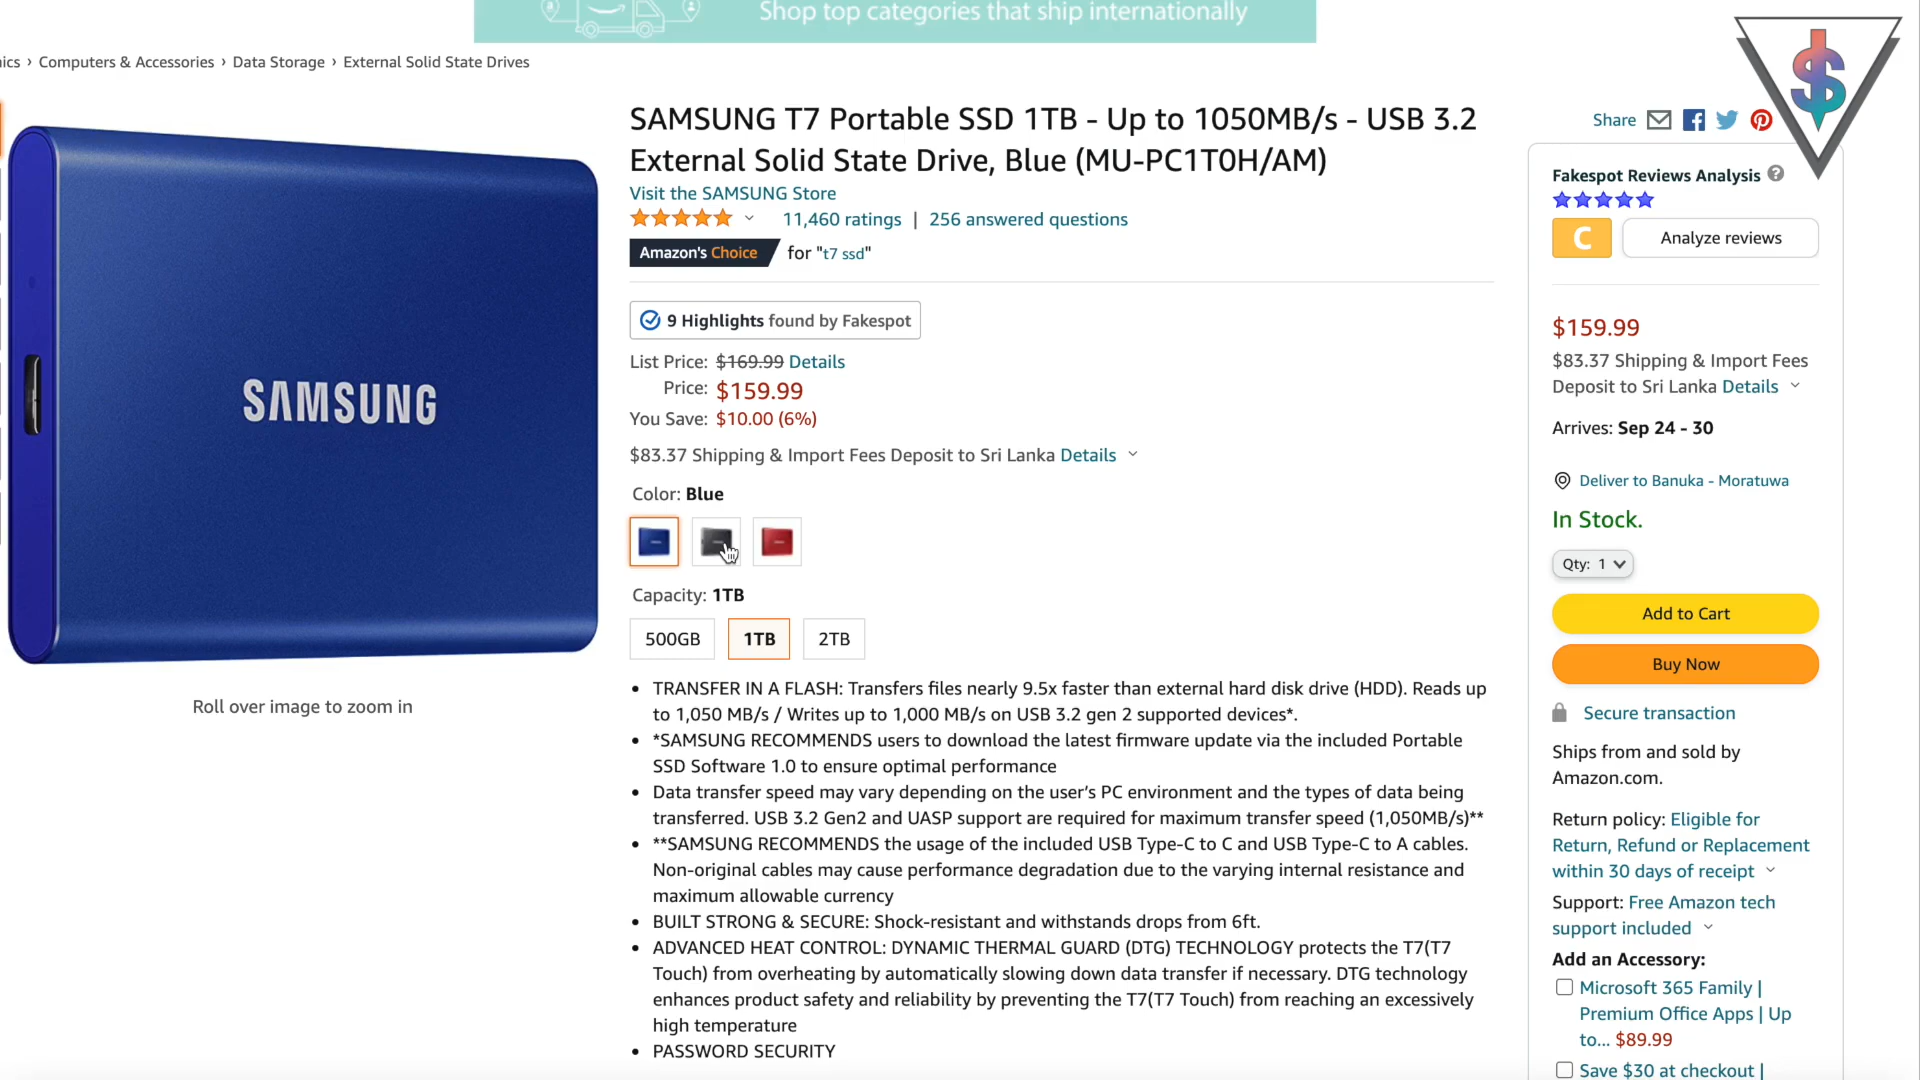 Shop top categories that ship internationally
ics › Computers & Accessories › Data Storage › External Solid State Drives
SAMSUNG
Roll over image to zoom in
SAMSUNG T7 Portable SSD 1TB - Up to 1050MB/s - USB 3.2
External Solid State Drive, Blue (MU-PC1T0H/AM)
Visit the SAMSUNG Store
11,460 ratings | 256 answered questions
Amazon's Choice for "t7 ssd"
9 Highlights found by Fakespot
List Price: $169.99 Details
Price: $159.99
You Save: $10.00 (6%)
$83.37 Shipping & Import Fees Deposit to Sri Lanka Details
Color: Blue
Capacity: 1TB
500GB 1TB 2TB
• TRANSFER IN A FLASH: Transfers files nearly 9.5x faster than external hard disk drive (HDD). Reads up
to 1,050 MB/s / Writes up to 1,000 MB/s on USB 3.2 gen 2 supported devices*.
• *SAMSUNG RECOMMENDS users to download the latest firmware update via the included Portable
SSD Software 1.0 to ensure optimal performance
• Data transfer speed may vary depending on the user's PC environment and the types of data being
transferred. USB 3.2 Gen2 and UASP support are required for maximum transfer speed (1,050MB/s)**
• **SAMSUNG RECOMMENDS the usage of the included USB Type-C to C and USB Type-C to A cables.
Non-original cables may cause performance degradation due to the varying internal resistance and
maximum allowable currency
• BUILT STRONG & SECURE: Shock-resistant and withstands drops from 6ft.
• ADVANCED HEAT CONTROL: DYNAMIC THERMAL GUARD (DTG) TECHNOLOGY protects the T7(T7
Touch) from overheating by automatically slowing down data transfer if necessary. DTG technology
enhances product safety and reliability by preventing the T7(T7 Touch) from reaching an excessively
high temperature
• PASSWORD SECURITY
Share
$
Fakespot Reviews Analysis ?
C Analyze reviews
$159.99
$83.37 Shipping & Import Fees
Deposit to Sri Lanka Details
Arrives: Sep 24 - 30
Deliver to Banuka - Moratuwa
In Stock.
Qty: 1
Add to Cart
Buy Now
Secure transaction
Ships from and sold by
Amazon.com.
Return policy: Eligible for
Return, Refund or Replacement
within 30 days of receipt
Support: Free Amazon tech
support included
Add an Accessory:
Microsoft 365 Family |
Premium Office Apps | Up
to... $89.99
Save $30 at checkout |